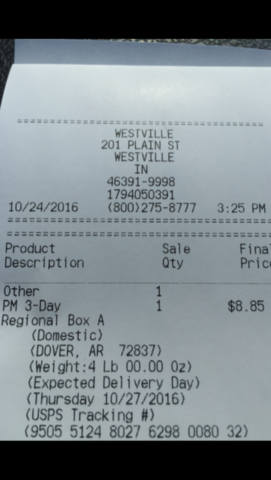 ========================================
WESTVILLE
201 PLAIN ST
WESTVILLE
IN
46391-9998
1794050391
10/24/2016 (800)275-8777 3:25 PM
========================================
========================================
Product Sale Final
Description Qty Price
Other 1
PM 3-Day 1 $8.85
Regional Box A
(Domestic)
(DOVER, AR 72837)
(Weight:4 Lb 00.00 Oz)
(Expected Delivery Day)
(Thursday 10/27/2016)
(USPS Tracking #)
(9505 5124 8027 6298 0080 32)